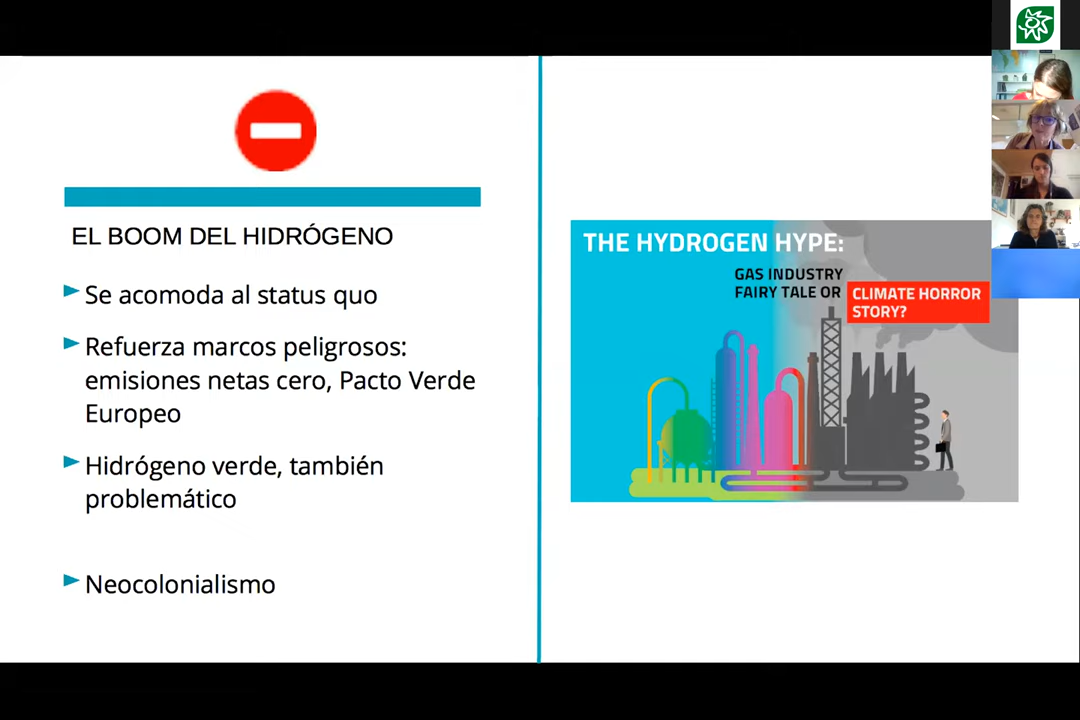 EL BOOM DEL HIDRÓGENO
Se acomoda al status quo
Refuerza marcos peligrosos:
emisiones netas cero, Pacto Verde
Europeo
Hidrógeno verde, también
problemático
Neocolonialismo
THE HYDROGEN HYPE:
GAS INDUSTRY
FAIRY TALE OR
CLIMATE HORROR
STORY?